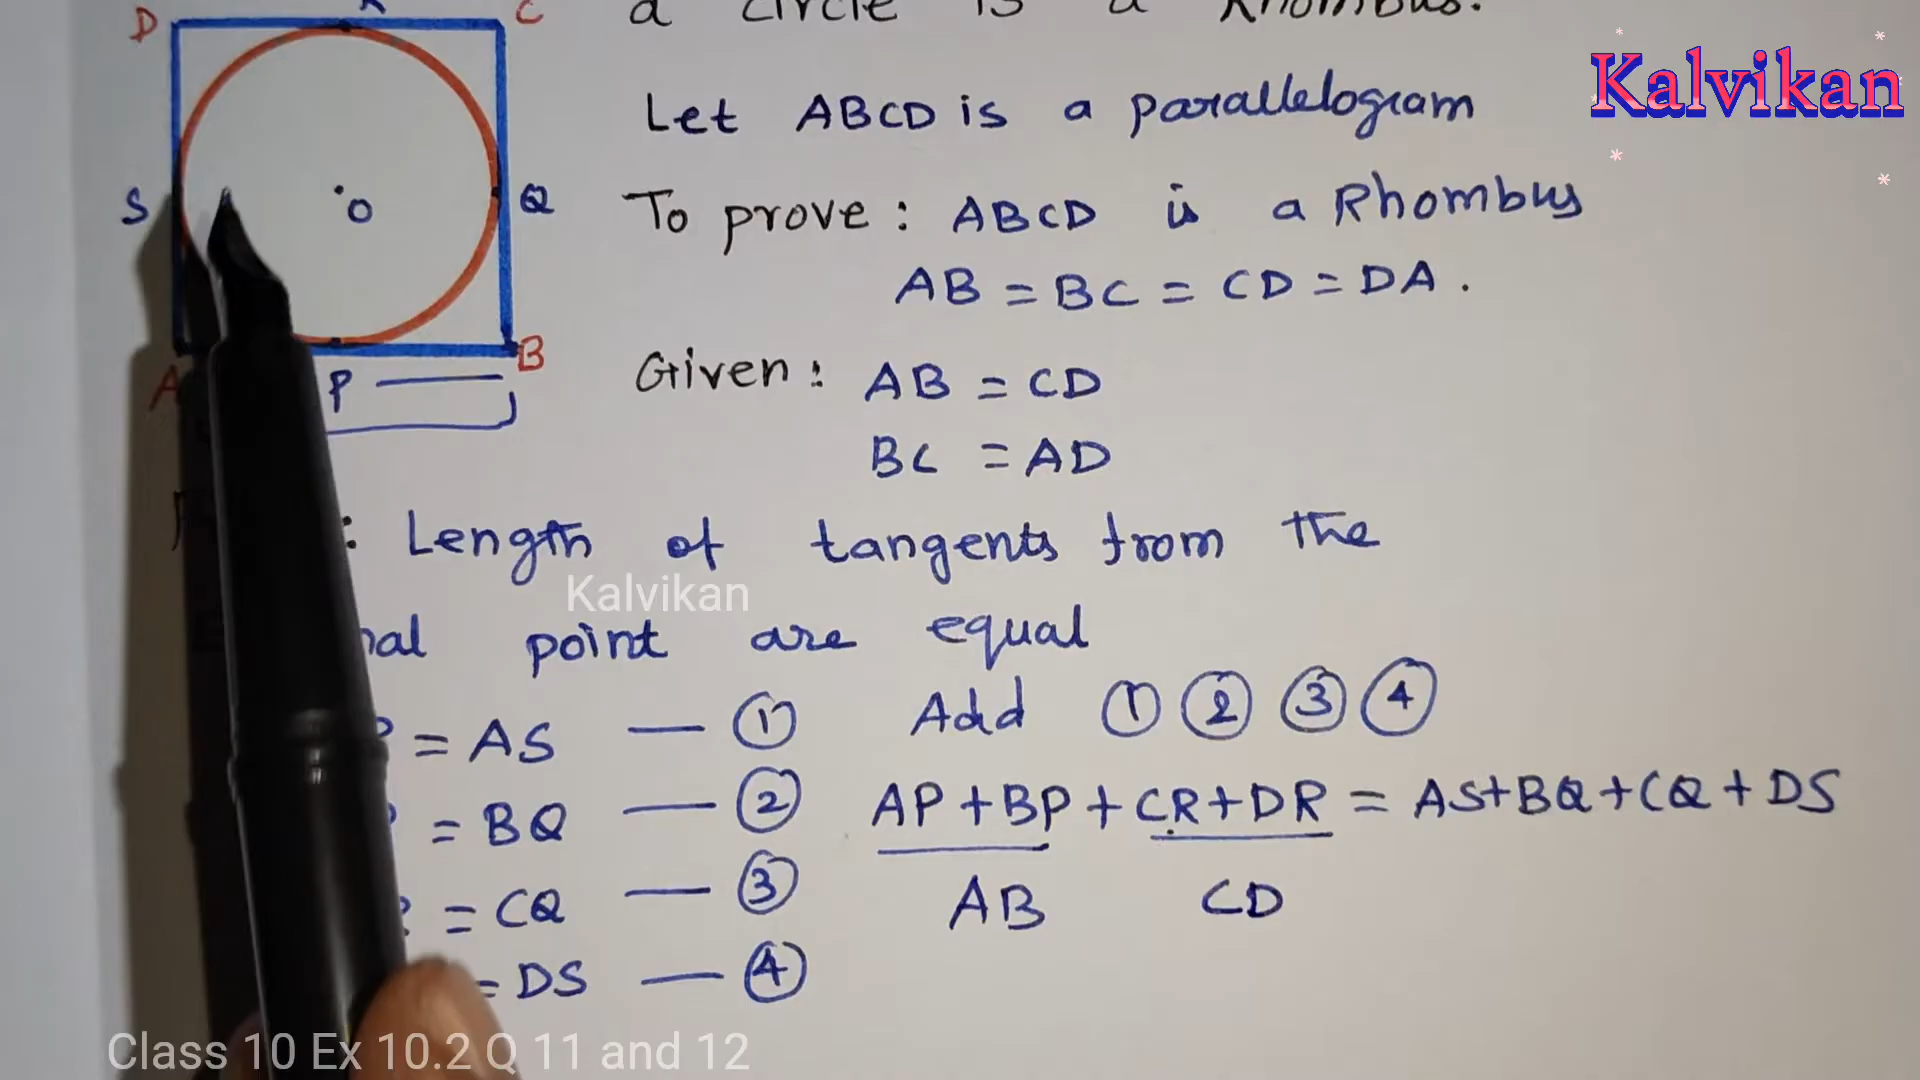 D C
a circle is a Rhombus.
Kalvikan
Let ABCD is a parallelogram
S O Q
To prove : ABCD is a Rhombus
AB = BC = CD = DA .
A P B
Given : AB = CD
BC = AD
: Length of tangents from the
Kalvikan
nal point are equal
= AS — ①
Add ① ② ③ ④
= BQ — ②
AP + BP + CR + DR = AS + BQ + CQ + DS
= CQ — ③
AB CD
= DS — ④
Class 10 Ex 10.2 Q 11 and 12